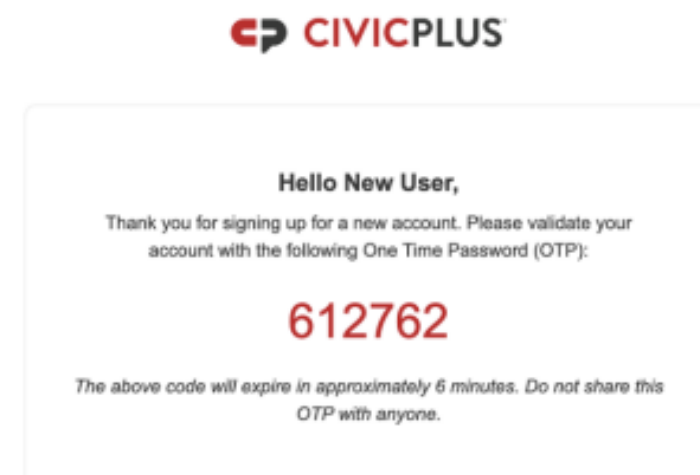 CIVICPLUS
Hello New User,
Thank you for signing up for a new account. Please validate your
account with the following One Time Password (OTP):
612762
The above code will expire in approximately 6 minutes. Do not share this
OTP with anyone.